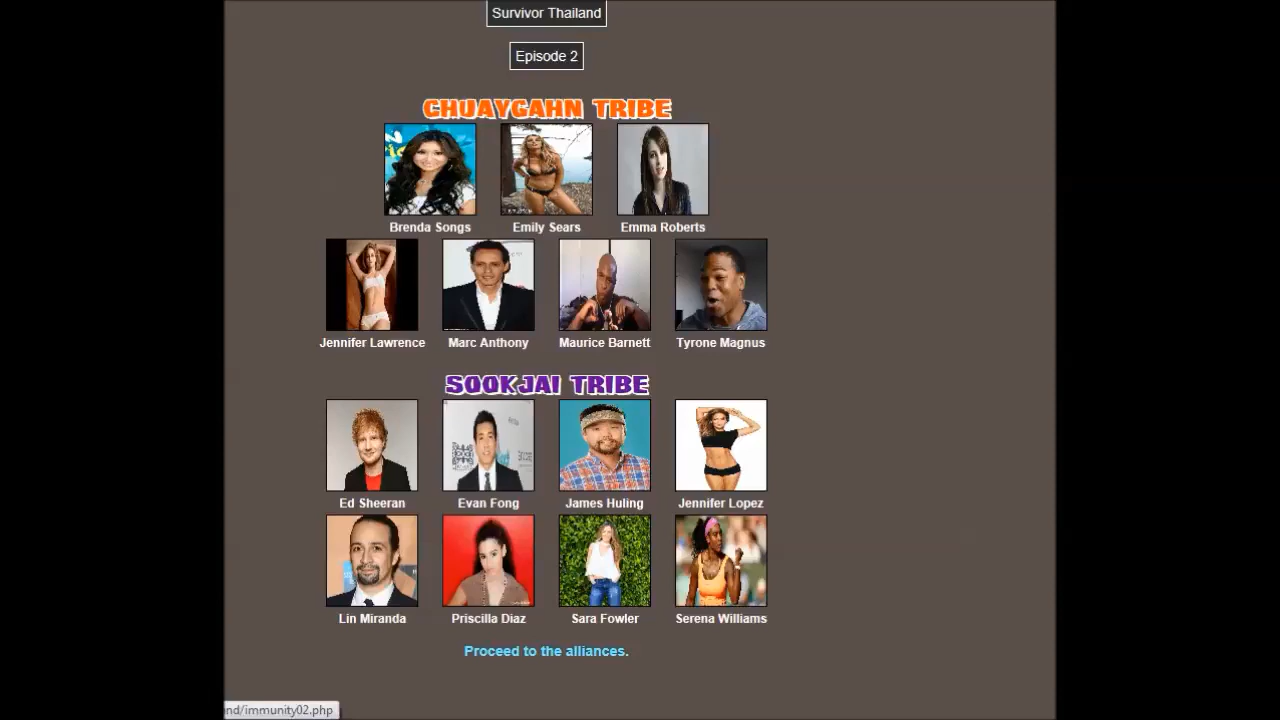 Survivor Thailand
Episode 2
CHUAYGAHN TRIBE
Brenda Songs Emily Sears Emma Roberts
Jennifer Lawrence Marc Anthony Maurice Barnett Tyrone Magnus
SOOKJAI TRIBE
Ed Sheeran Evan Fong James Huling Jennifer Lopez
Lin Miranda Priscilla Diaz Sara Fowler Serena Williams
Proceed to the alliances.
nd/immunity02.php